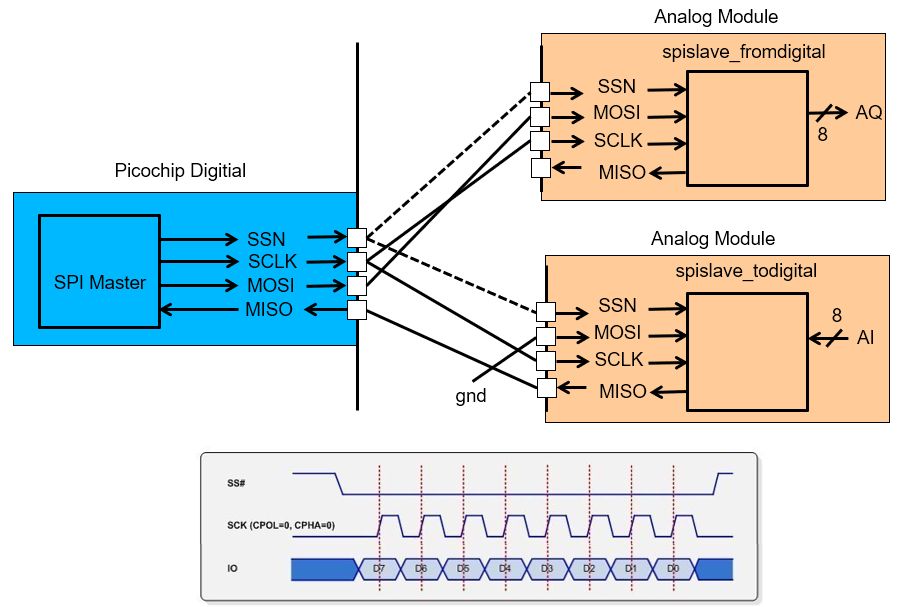 Analog Module
spislave_fromdigital
SSN
MOSI
SCLK
MISO
8
AQ
Picochip Digitial
SPI Master
SSN
SCLK
MOSI
MISO
Analog Module
spislave_todigital
SSN
MOSI
SCLK
MISO
8
AI
gnd
SS#
SCK (CPOL=0, CPHA=0)
IO
D7 D6 D5 D4 D3 D2 D1 D0